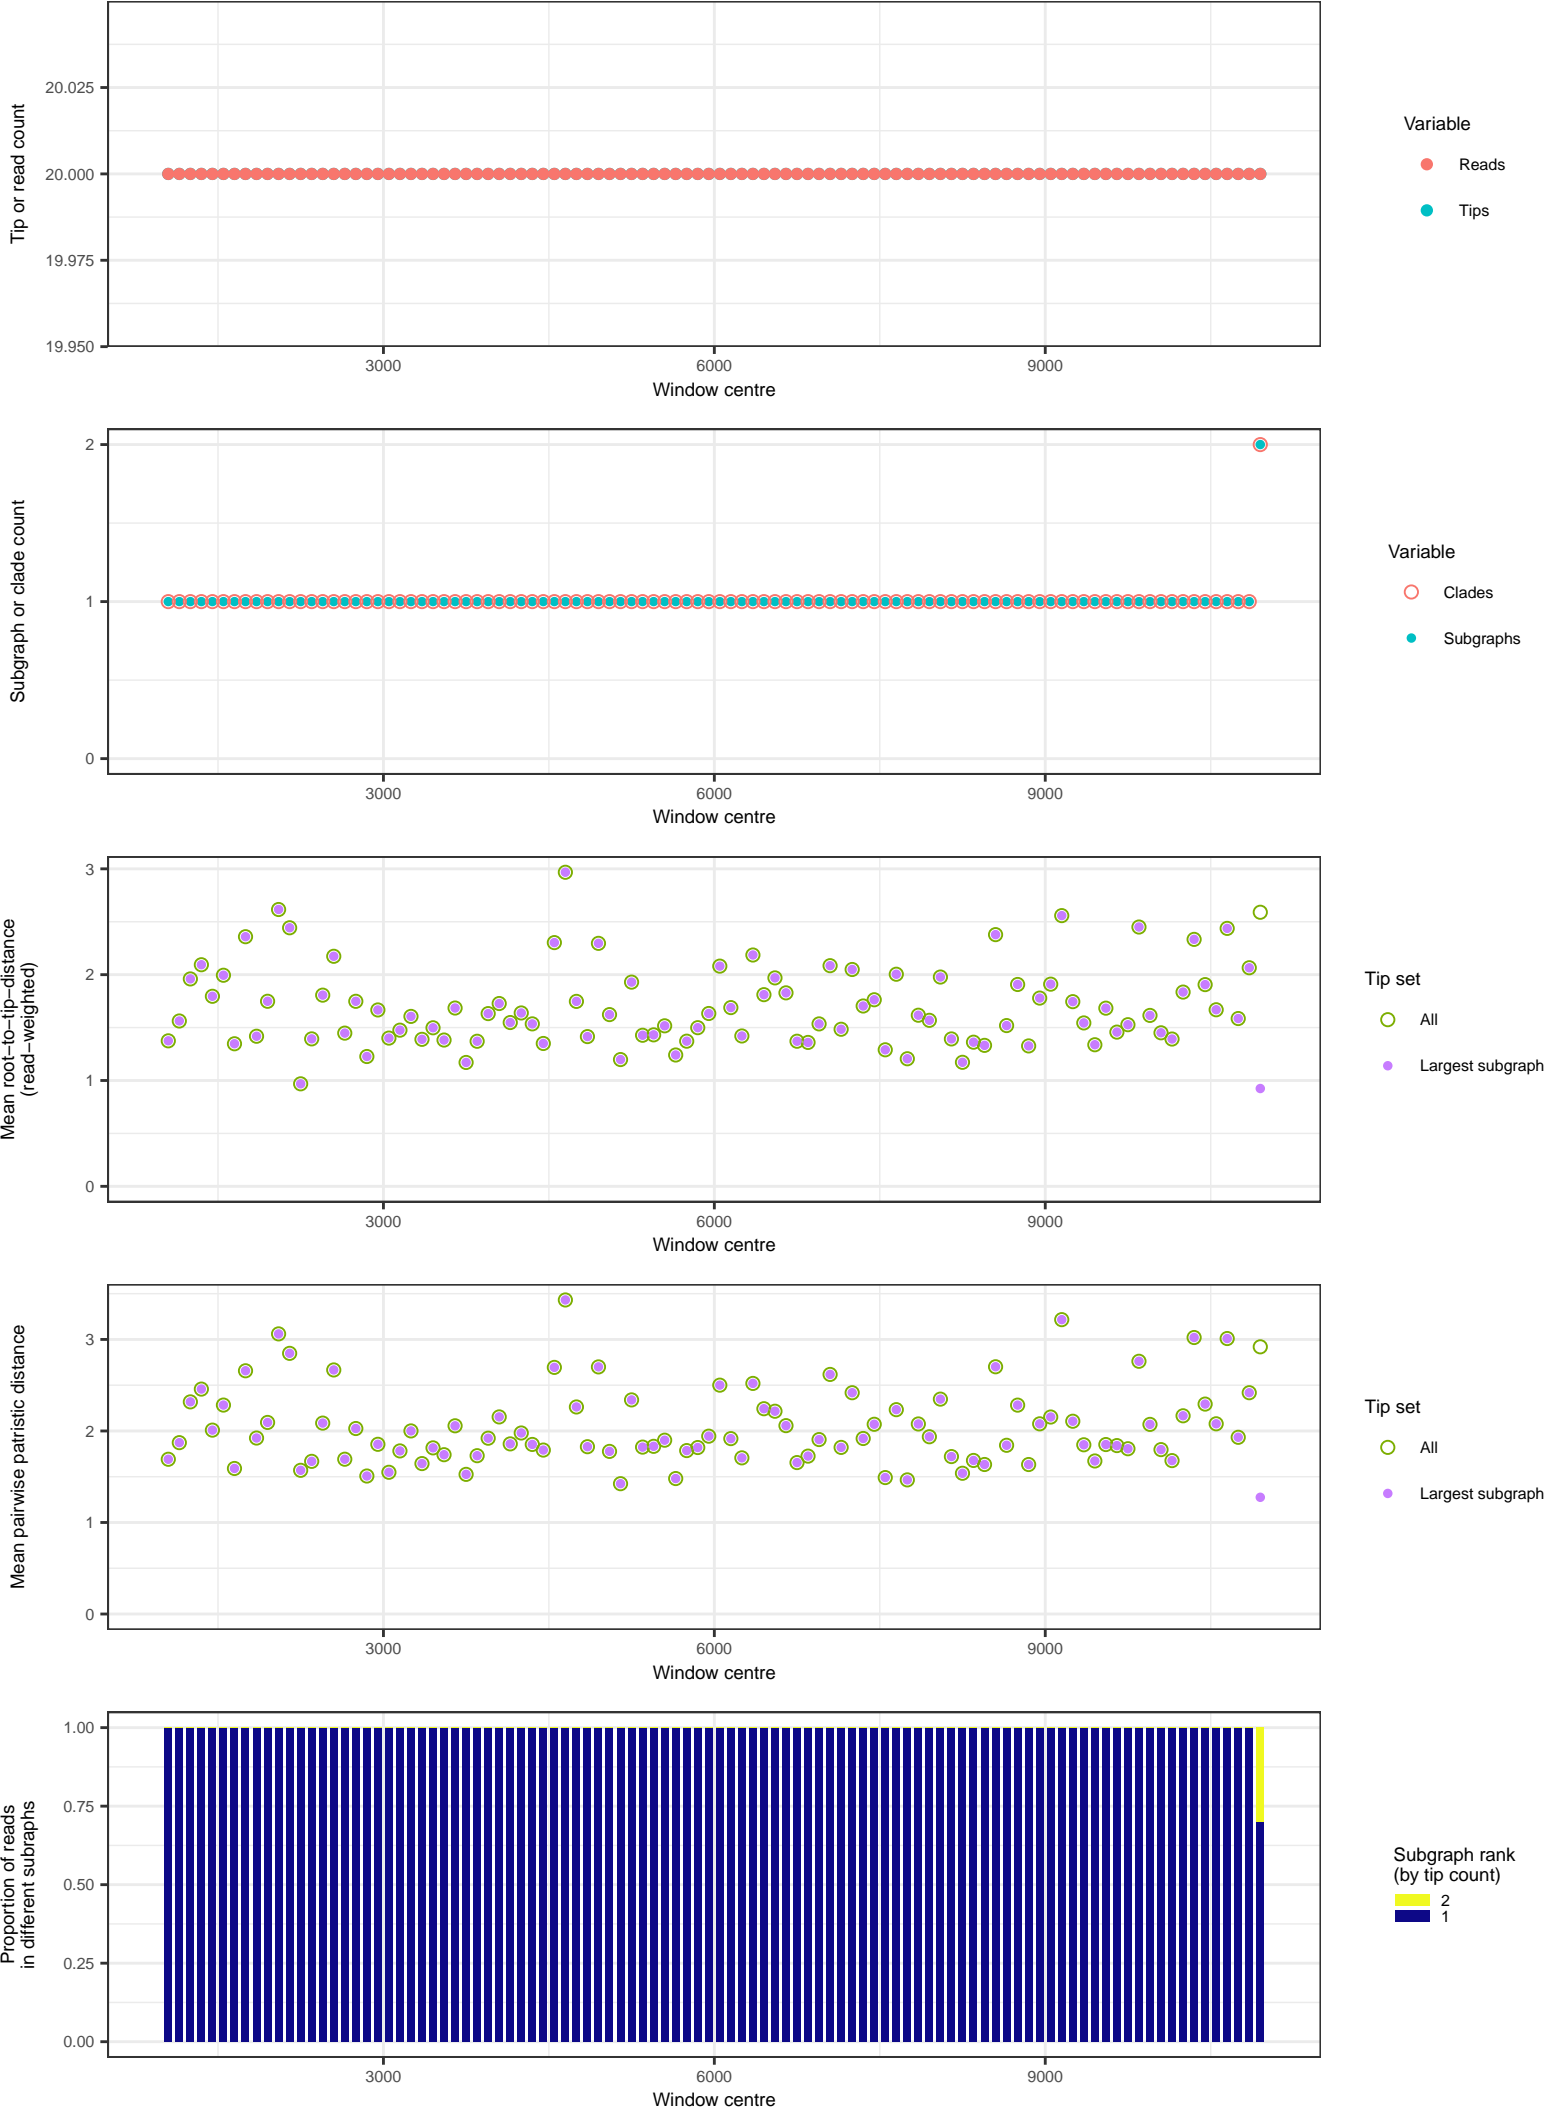 20.025
20.000
19.975
19.950
Tip or read count
3000 6000 9000
Window centre
Variable
Reads
Tips
2
1
0
Subgraph or clade count
3000 6000 9000
Window centre
Variable
Clades
Subgraphs
3
2
1
0
Mean root−to−tip−distance
(read−weighted)
3000 6000 9000
Window centre
Tip set
All
Largest subgraph
3
2
1
0
Mean pairwise patristic distance
3000 6000 9000
Window centre
Tip set
All
Largest subgraph
1.00
0.75
0.50
0.25
0.00
Proportion of reads
in different subraphs
3000 6000 9000
Window centre
Subgraph rank
(by tip count)
2
1